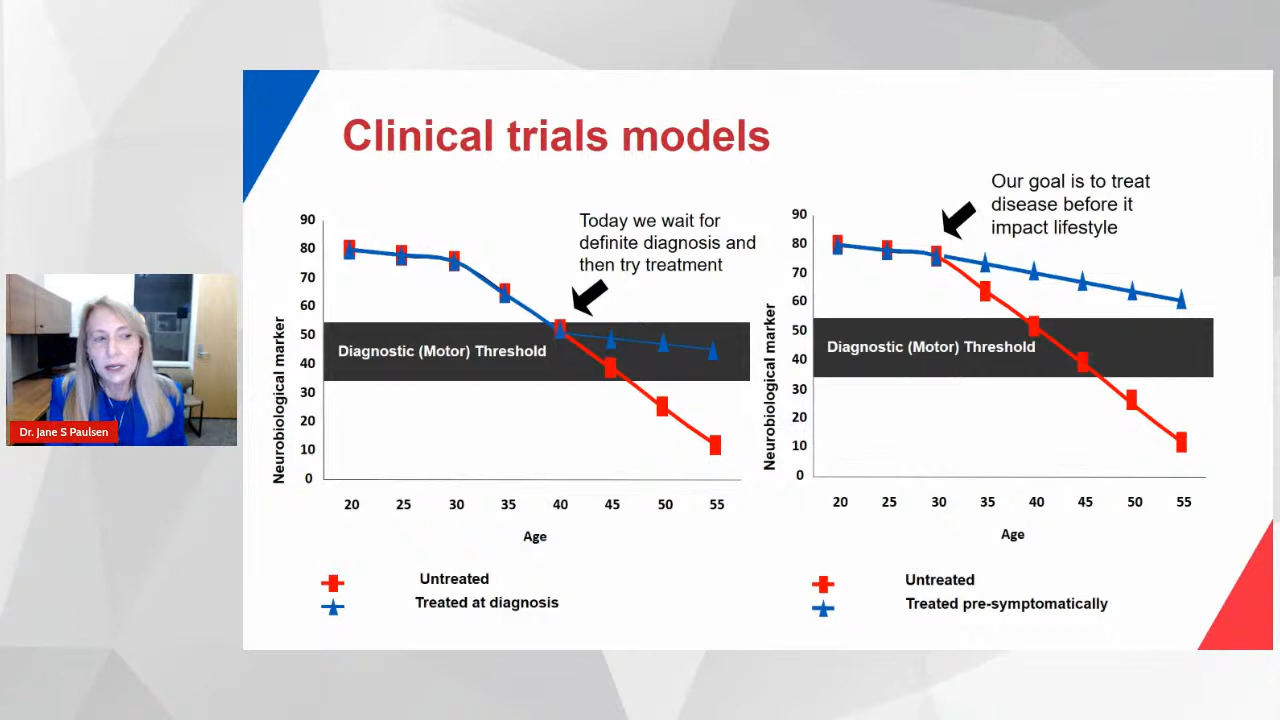 Clinical trials models
Today we wait for
definite diagnosis and
then try treatment
90
80
70
60
50
40
30
20
10
0
Neurobiological marker
Diagnostic (Motor) Threshold
20 25 30 35 40 45 50 55
Age
Untreated
Treated at diagnosis
Our goal is to treat
disease before it
impact lifestyle
90
80
70
60
50
40
30
20
10
0
Neurobiological marker
Diagnostic (Motor) Threshold
20 25 30 35 40 45 50 55
Age
Untreated
Treated pre-symptomatically
Dr. Jane S Paulsen